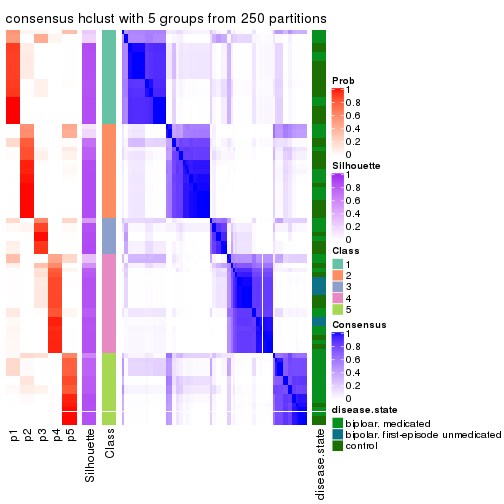 consensus hclust with 5 groups from 250 partitions
Prob
1
0.8
0.6
0.4
0.2
0
Silhouette
1
0.8
0.6
0.4
0.2
0
Class
1
2
3
4
5
Consensus
1
0.8
0.6
0.4
0.2
0
disease.state
biploar. medicated
bipolar. first-episode unmedicated
control
p1
p2
p3
p4
p5
Silhouette
Class
disease.state